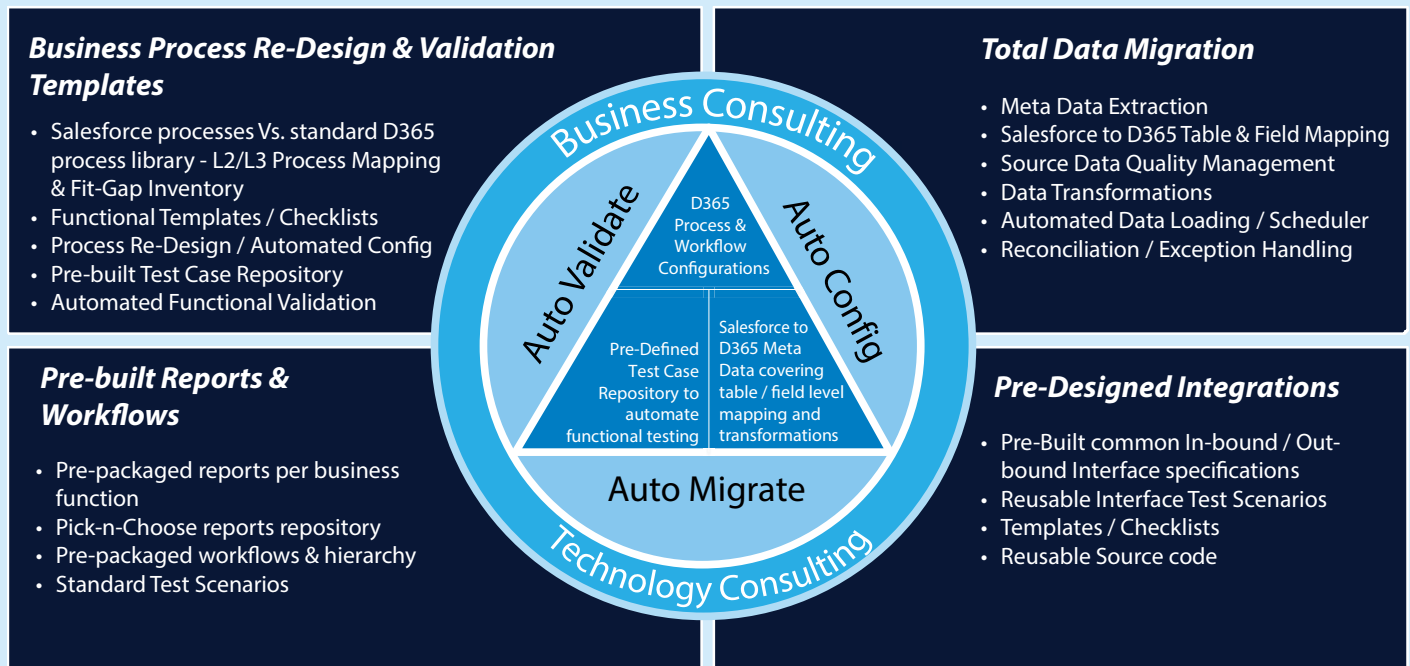 Business Process Re-Design & Validation
Templates
• Salesforce processes Vs. standard D365
process library - L2/L3 Process Mapping
& Fit-Gap Inventory
• Functional Templates / Checklists
• Process Re-Design / Automated Config
• Pre-built Test Case Repository
• Automated Functional Validation
Total Data Migration
• Meta Data Extraction
• Salesforce to D365 Table & Field Mapping
• Source Data Quality Management
• Data Transformations
• Automated Data Loading / Scheduler
• Reconciliation / Exception Handling
Business Consulting
Auto Validate
Auto Config
D365
Process &
Workflow
Configurations
Pre-Defined
Test Case
Repository to
automate
functional testing
Salesforce to
D365 Meta
Data covering
table / field level
mapping and
transformations
Auto Migrate
Technology Consulting
Pre-built Reports &
Workflows
• Pre-packaged reports per business
function
• Pick-n-Choose reports repository
• Pre-packaged workflows & hierarchy
• Standard Test Scenarios
Pre-Designed Integrations
• Pre-Built common In-bound / Out-
bound Interface specifications
• Reusable Interface Test Scenarios
• Templates / Checklists
• Reusable Source code